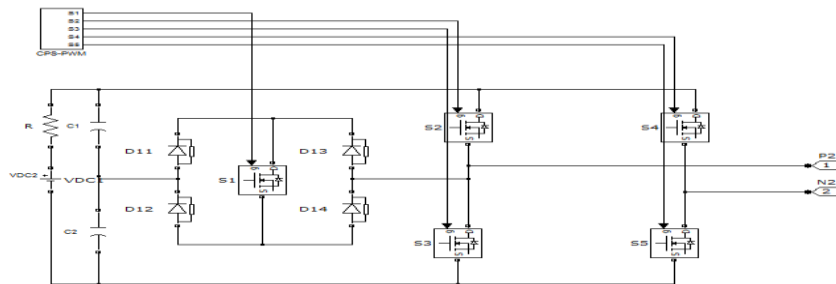 S1
S2
S3
S4
S5
CPS-PWM
R
C1
D11
D13
S2
S4
P2
1
VDC2
VDC1
S1
N2
2
D12
D14
C2
S3
S5